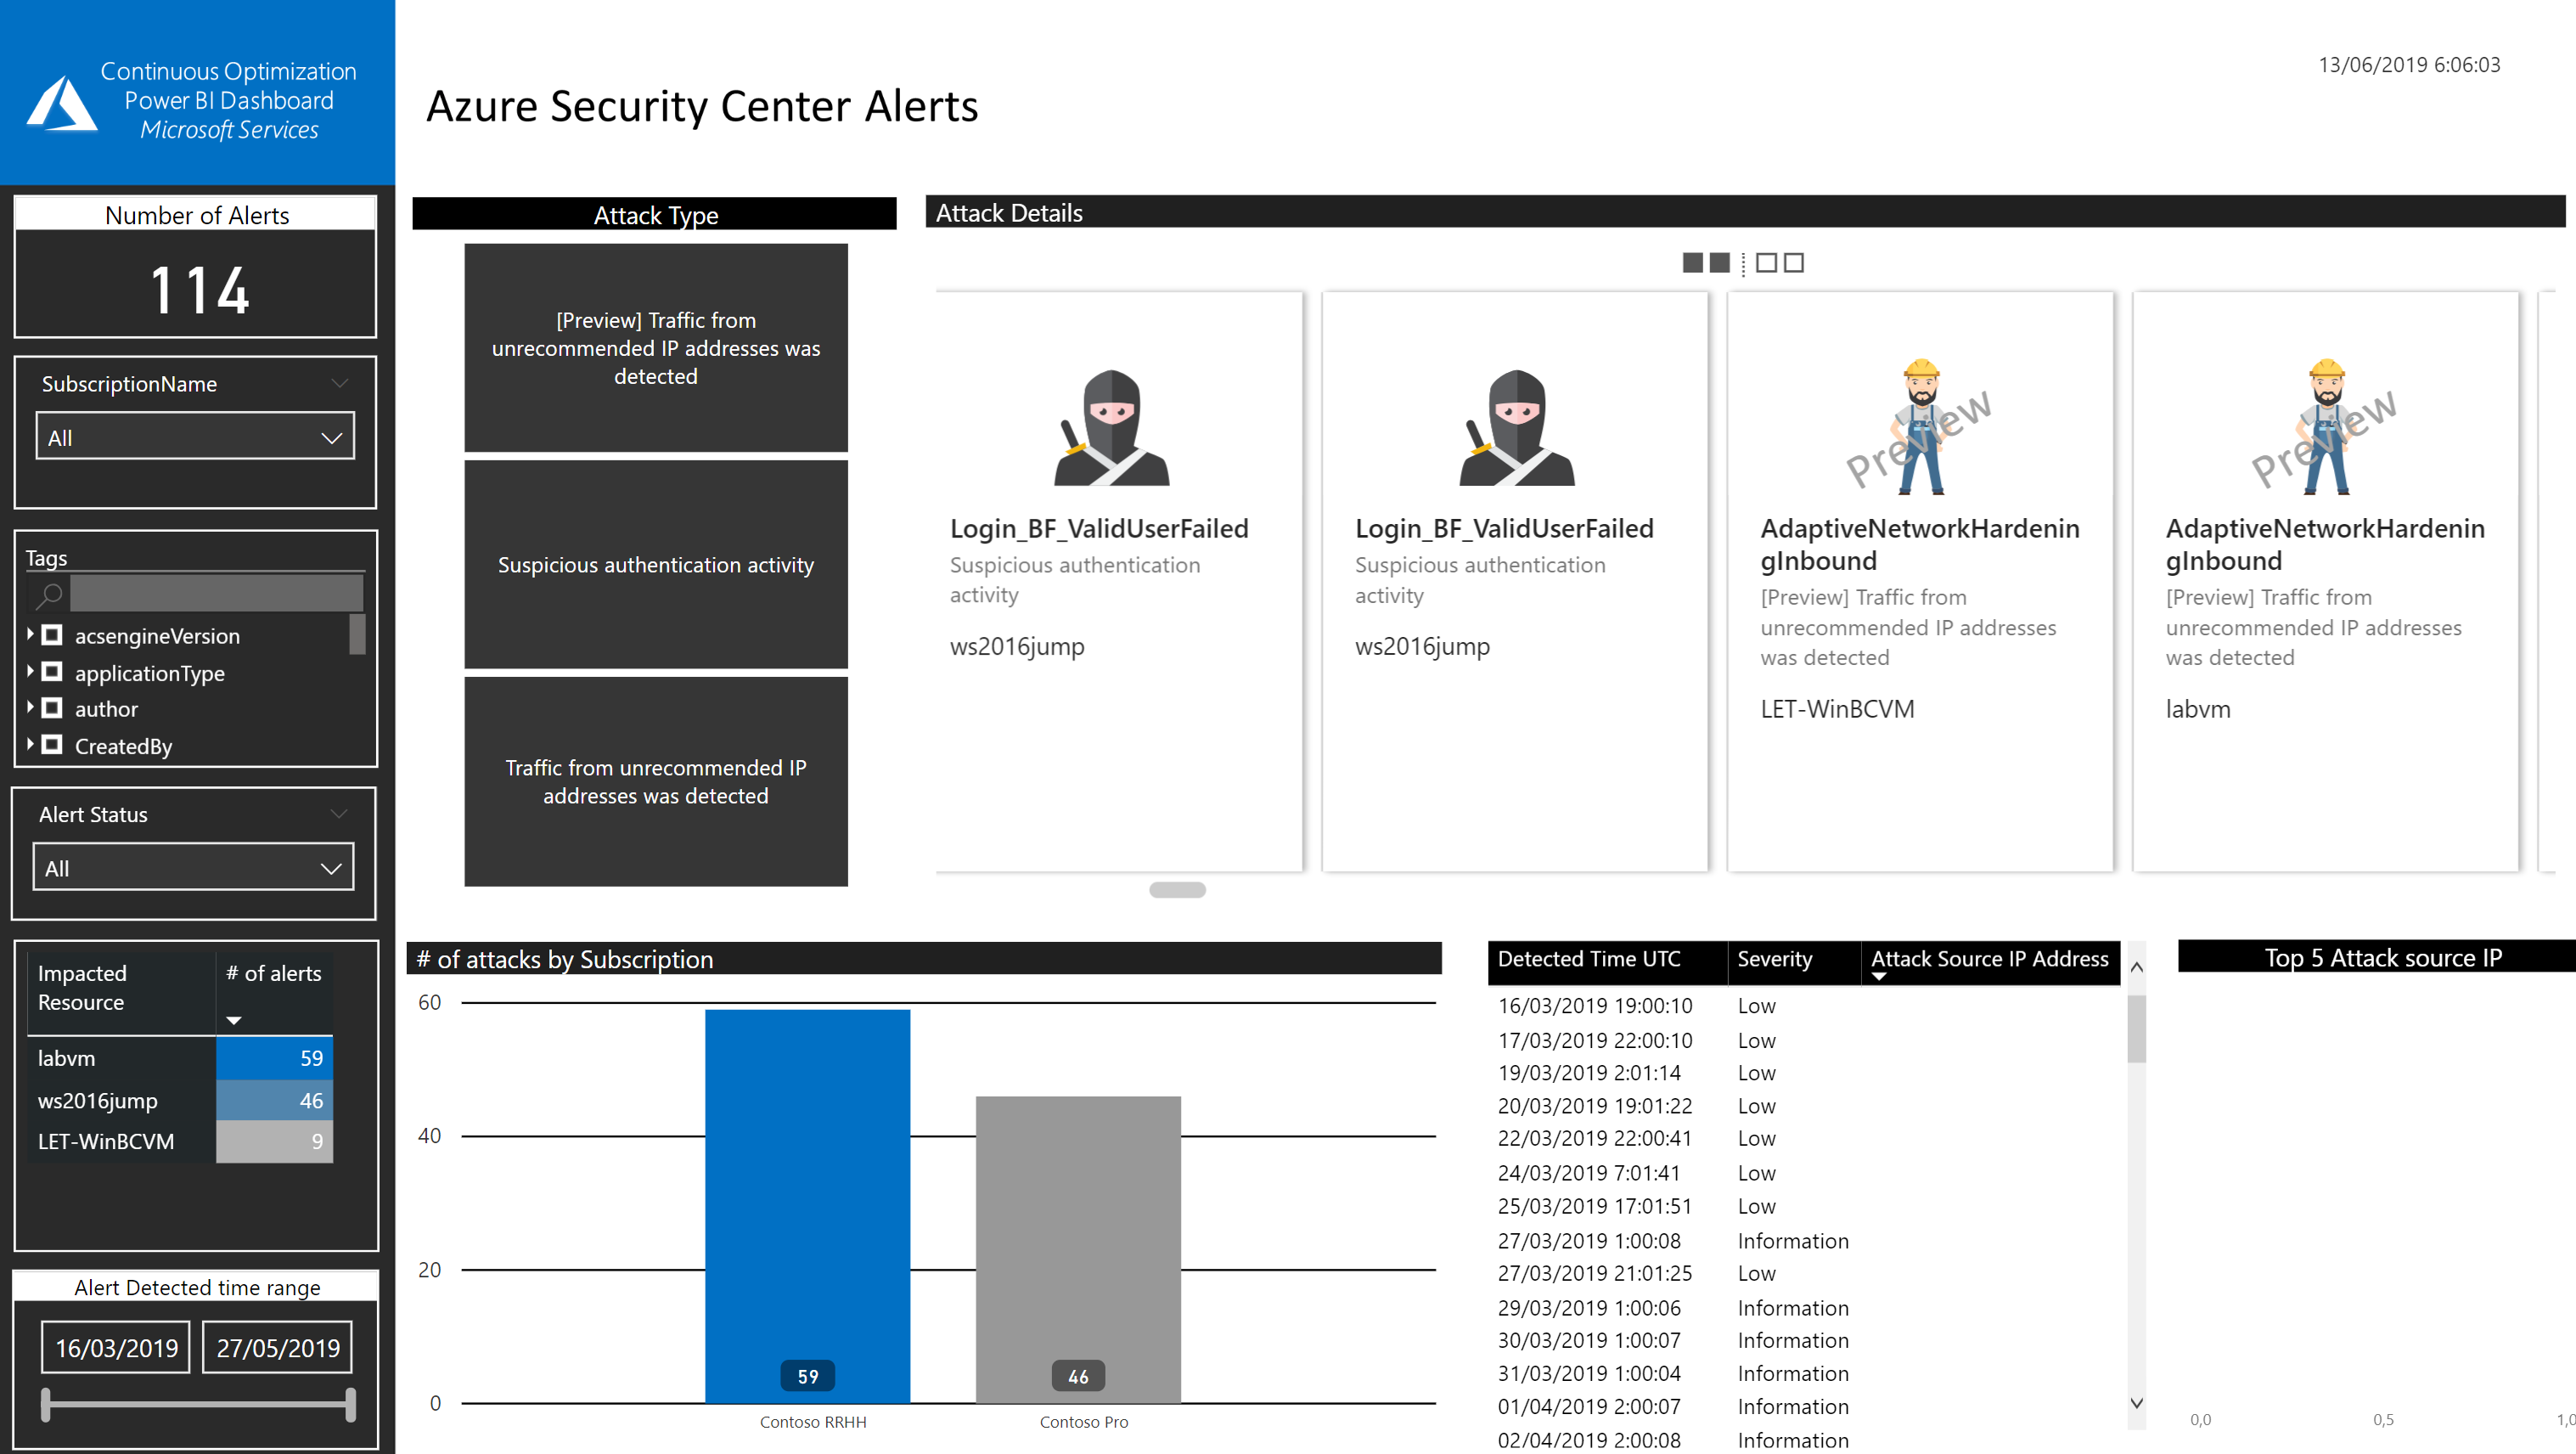 Continuous Optimization
Power BI Dashboard
Microsoft Services
Azure Security Center Alerts
13/06/2019 6:06:03
Number of Alerts
114
SubscriptionName
All
Tags
acsengineVersion
applicationType
author
CreatedBy
Alert Status
All
Impacted
Resource
# of alerts
labvm 59
ws2016jump 46
LET-WinBCVM 9
Alert Detected time range
16/03/2019 27/05/2019
Attack Type
[Preview] Traffic from
unrecommended IP addresses was
detected
Suspicious authentication activity
Traffic from unrecommended IP
addresses was detected
Attack Details
Login_BF_ValidUserFailed
Suspicious authentication
activity
ws2016jump
Login_BF_ValidUserFailed
Suspicious authentication
activity
ws2016jump
Preview
AdaptiveNetworkHardenin
gInbound
[Preview] Traffic from
unrecommended IP addresses
was detected
LET-WinBCVM
Preview
AdaptiveNetworkHardenin
gInbound
[Preview] Traffic from
unrecommended IP addresses
was detected
labvm
# of attacks by Subscription
60
40
20
0
59
46
Contoso RRHH
Contoso Pro
Detected Time UTC Severity Attack Source IP Address
16/03/2019 19:00:10 Low
17/03/2019 22:00:10 Low
19/03/2019 2:01:14 Low
20/03/2019 19:01:22 Low
22/03/2019 22:00:41 Low
24/03/2019 7:01:41 Low
25/03/2019 17:01:51 Low
27/03/2019 1:00:08 Information
27/03/2019 21:01:25 Low
29/03/2019 1:00:06 Information
30/03/2019 1:00:07 Information
31/03/2019 1:00:04 Information
01/04/2019 2:00:07 Information
02/04/2019 2:00:08 Information
Top 5 Attack source IP
0,0 0,5 1,0